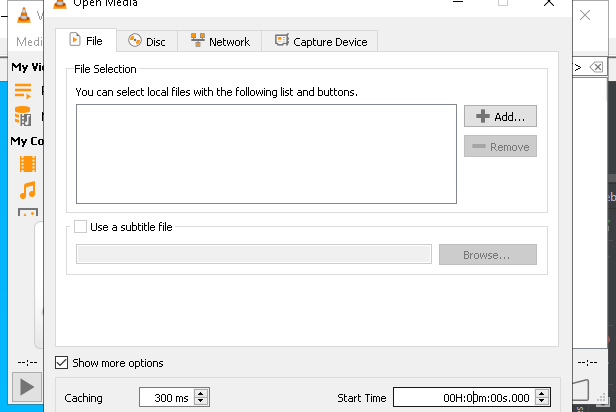 Open Media
Medi
File
Disc
Network
Capture Device
My Vi
My Co
File Selection
You can select local files with the following list and buttons.
Add...
Remove
Use a subtitle file
Browse...
--:--
--:--
Show more options
Caching
300 ms
Start Time
00H:00m:00s.000